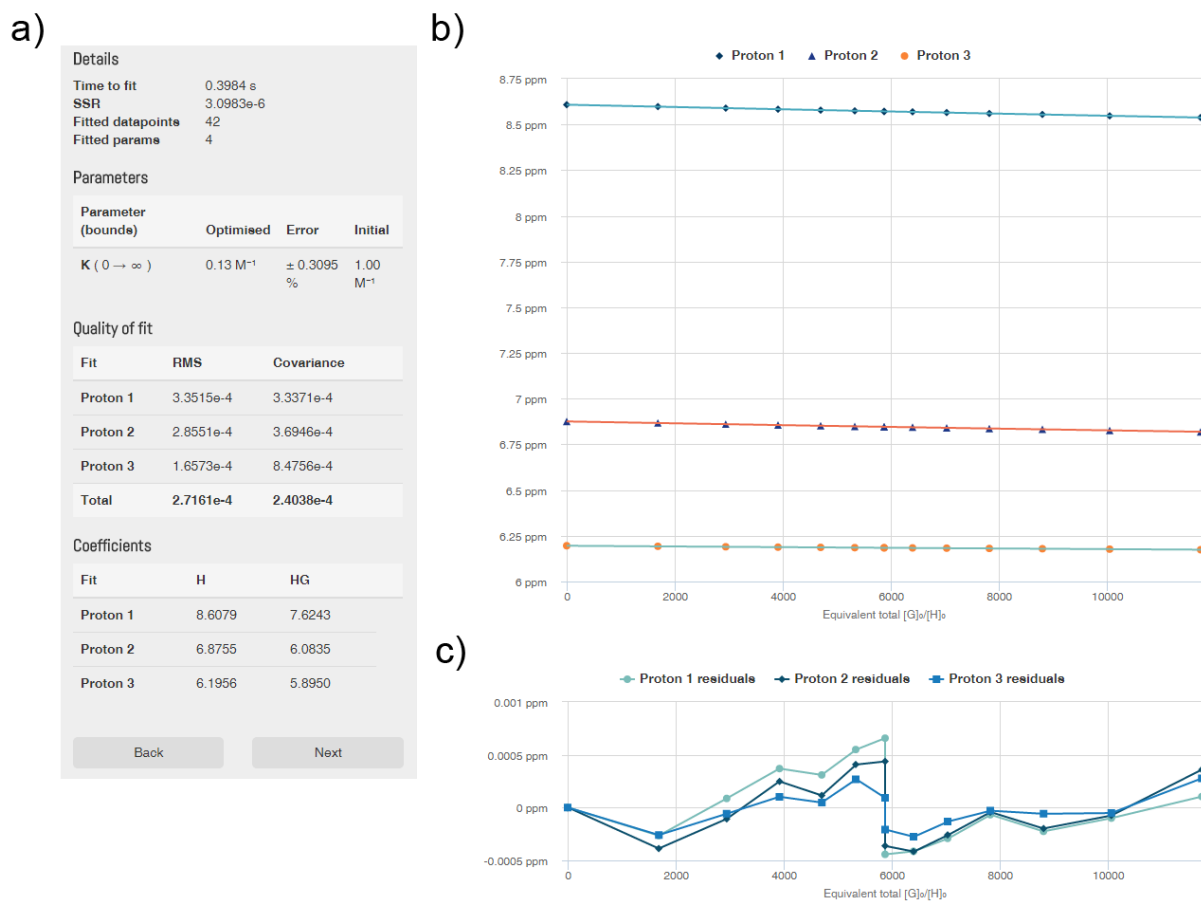 a)
Details
Time to fit 0.3984 s
SSR 3.0983e-6
Fitted datapoints 42
Fitted params 4
Parameters
Parameter (bounds) Optimised Error Initial
K ( 0 → ∞ ) 0.13 M⁻¹ ± 0.3095 % 1.00 M⁻¹
Quality of fit
Fit RMS Covariance
Proton 1 3.3515e-4 3.3371e-4
Proton 2 2.8551e-4 3.6946e-4
Proton 3 1.6573e-4 8.4756e-4
Total 2.7161e-4 2.4038e-4
Coefficients
Fit H HG
Proton 1 8.6079 7.6243
Proton 2 6.8755 6.0835
Proton 3 6.1956 5.8950
Back Next
b)
Proton 1 Proton 2 Proton 3
8.75 ppm
8.5 ppm
8.25 ppm
8 ppm
7.75 ppm
7.5 ppm
7.25 ppm
7 ppm
6.75 ppm
6.5 ppm
6.25 ppm
6 ppm
0 2000 4000 6000 8000 10000
Equivalent total [G]₀/[H]₀
c)
Proton 1 residuals Proton 2 residuals Proton 3 residuals
0.001 ppm
0.0005 ppm
0 ppm
-0.0005 ppm
0 2000 4000 6000 8000 10000
Equivalent total [G]₀/[H]₀